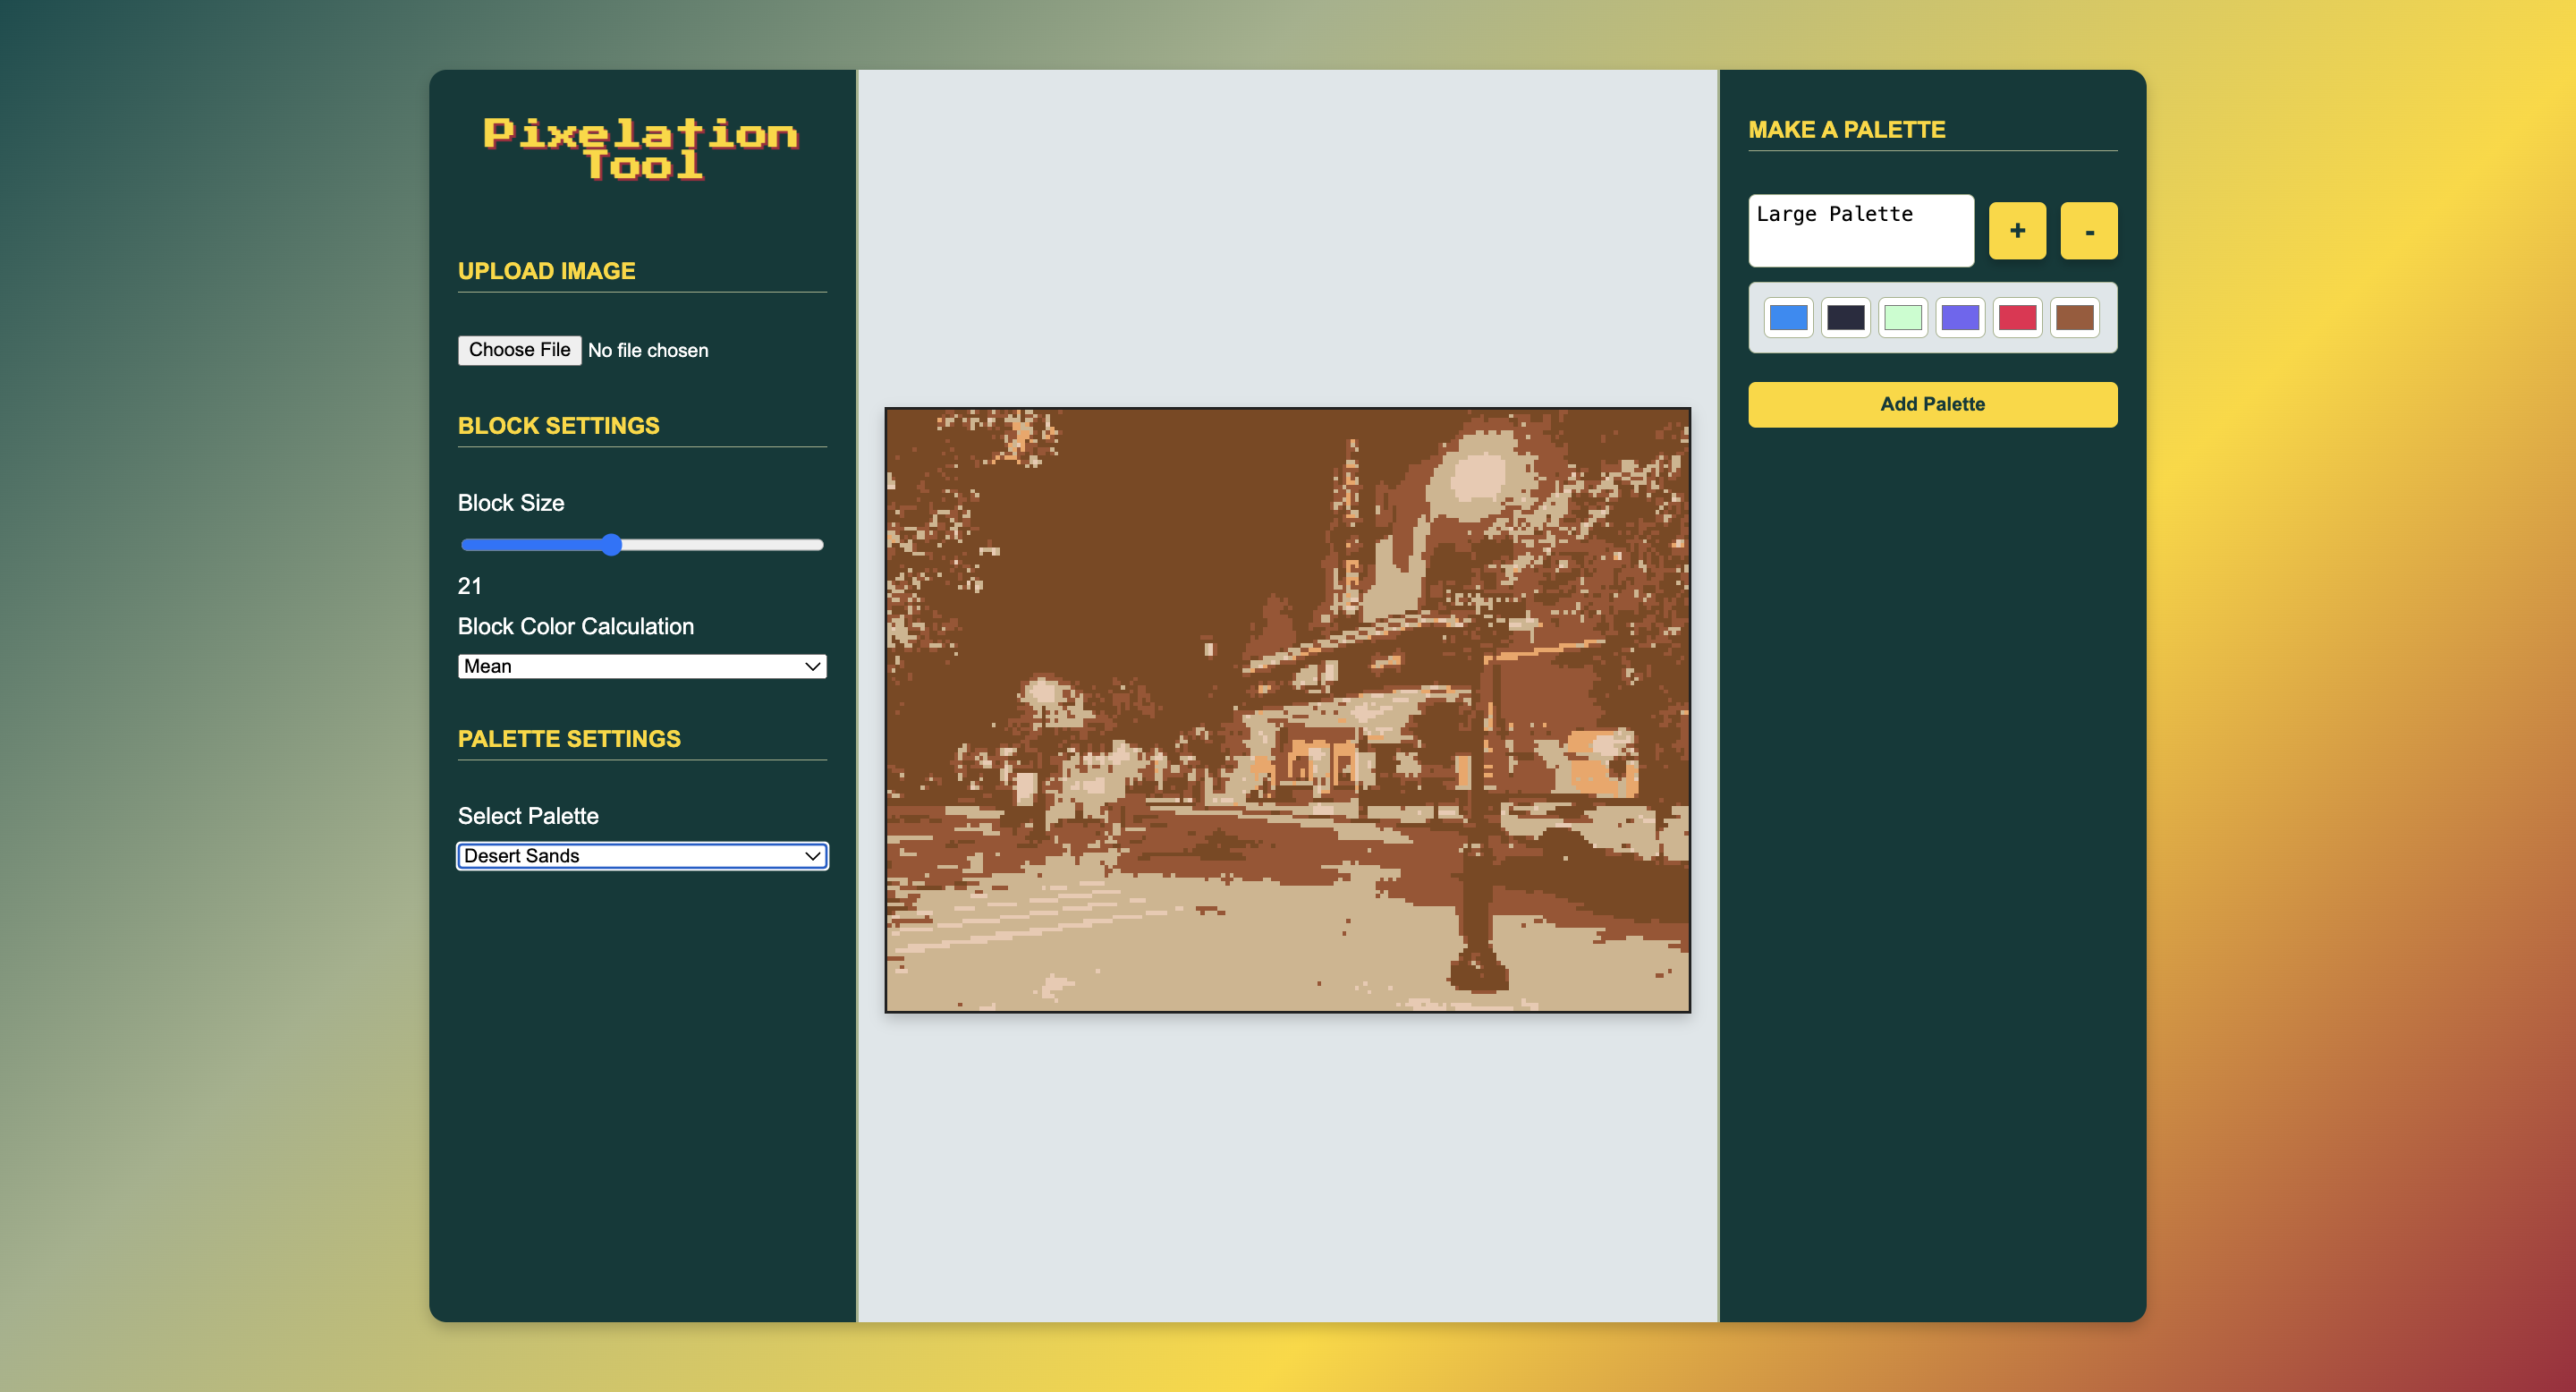 Pixelation
Tool
UPLOAD IMAGE
Choose File No file chosen
BLOCK SETTINGS
Block Size
21
Block Color Calculation
Mean
PALETTE SETTINGS
Select Palette
Desert Sands
MAKE A PALETTE
Large Palette
+ -
Add Palette